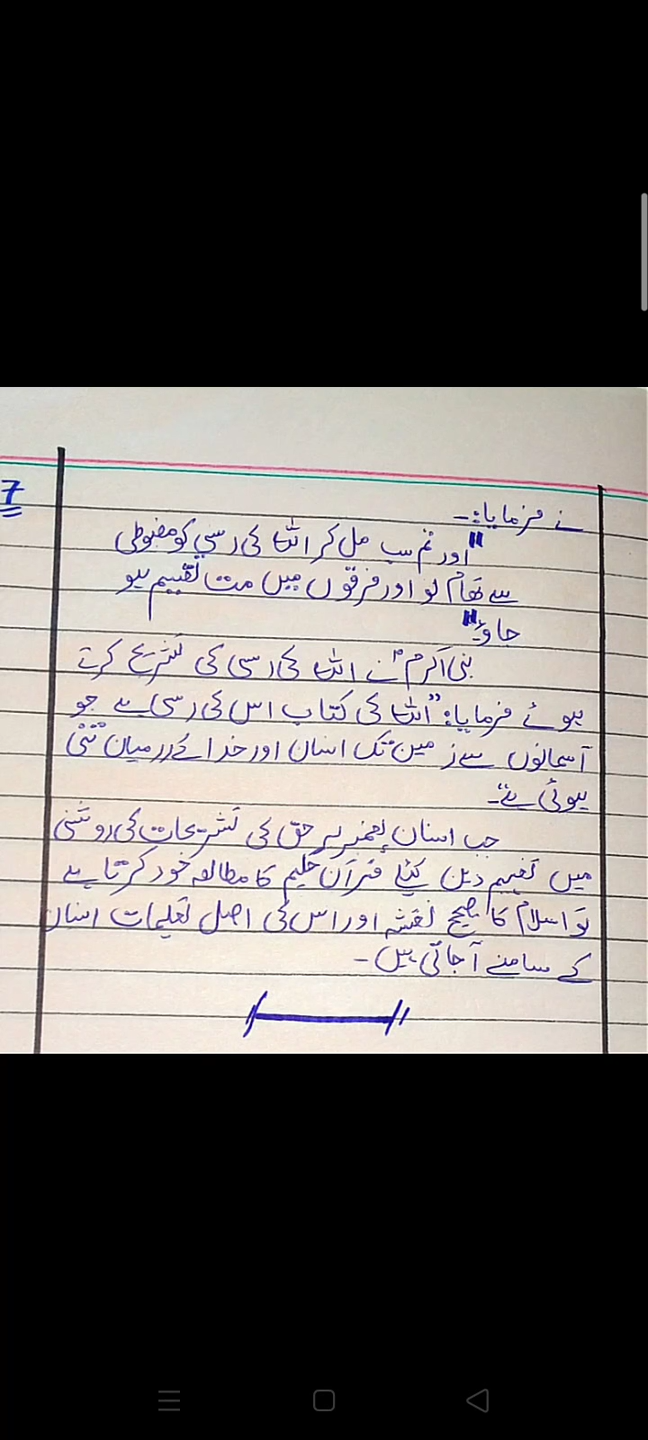 7
نے فرمایا:-
"اور تم سب مل کر اللہ کی رسی کو مضبوطی
سے تھام لو اور فرقوں میں مت تقسیم ہو
جاؤ"
نبی اکرمؐ نے اللہ کی رسی کی تشریح کرتے
ہوئے فرمایا: "اللہ کی کتاب اس کی رسی ہے جو
آسمانوں سے زمین تک انسان اور خدا کے درمیان تنی
ہوئی ہے"۔
جب انسان پیغمبر برحق کی تشریحات کی روشنی
میں تفہیم دین کیلئے قرآن حکیم کا مطالعہ خود کرتا ہے
تو اسلام کا صحیح نقشہ اور اس کی اصل تعلیمات انسان
کے سامنے آ جاتی ہیں -